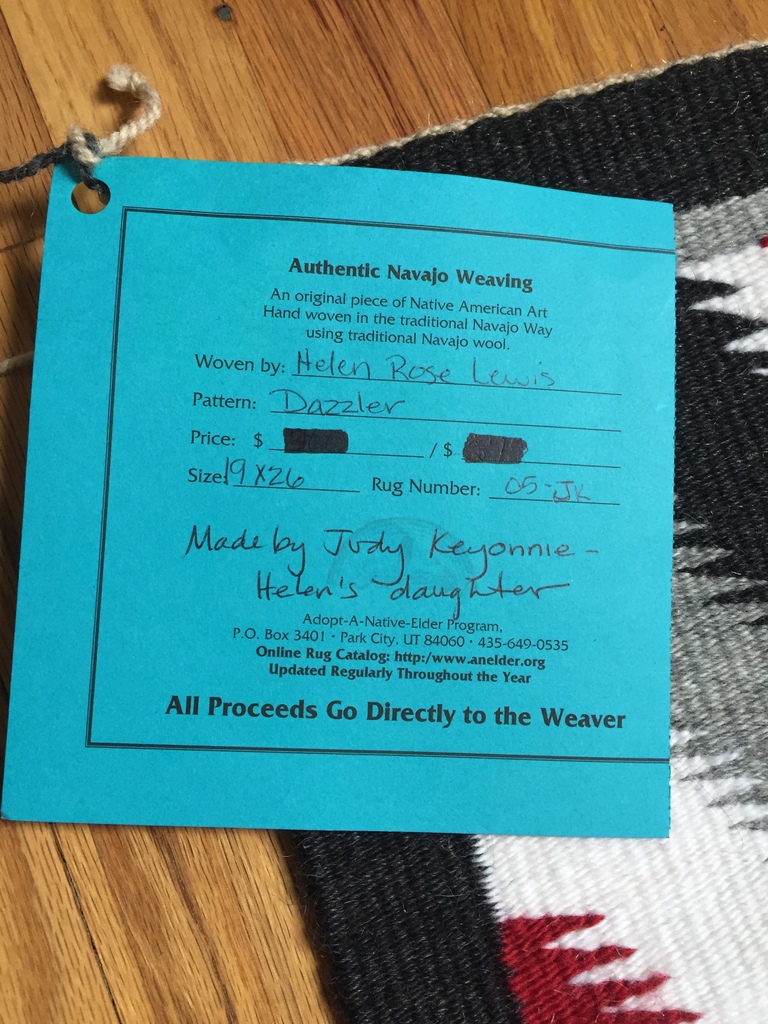 Authentic Navajo Weaving
An original piece of Native American Art
Hand woven in the traditional Navajo Way
using traditional Navajo wool.
Woven by: Helen Rose Lewis
Pattern: Dazzler
Price: $ / $
Size: 19 X 26 Rug Number: 05-JK
Made by Judy Keyonnie -
Helen's daughter
Adopt-A-Native-Elder Program,
P.O. Box 3401 · Park City, UT 84060 · 435-649-0535
Online Rug Catalog: http:/www.anelder.org
Updated Regularly Throughout the Year
All Proceeds Go Directly to the Weaver